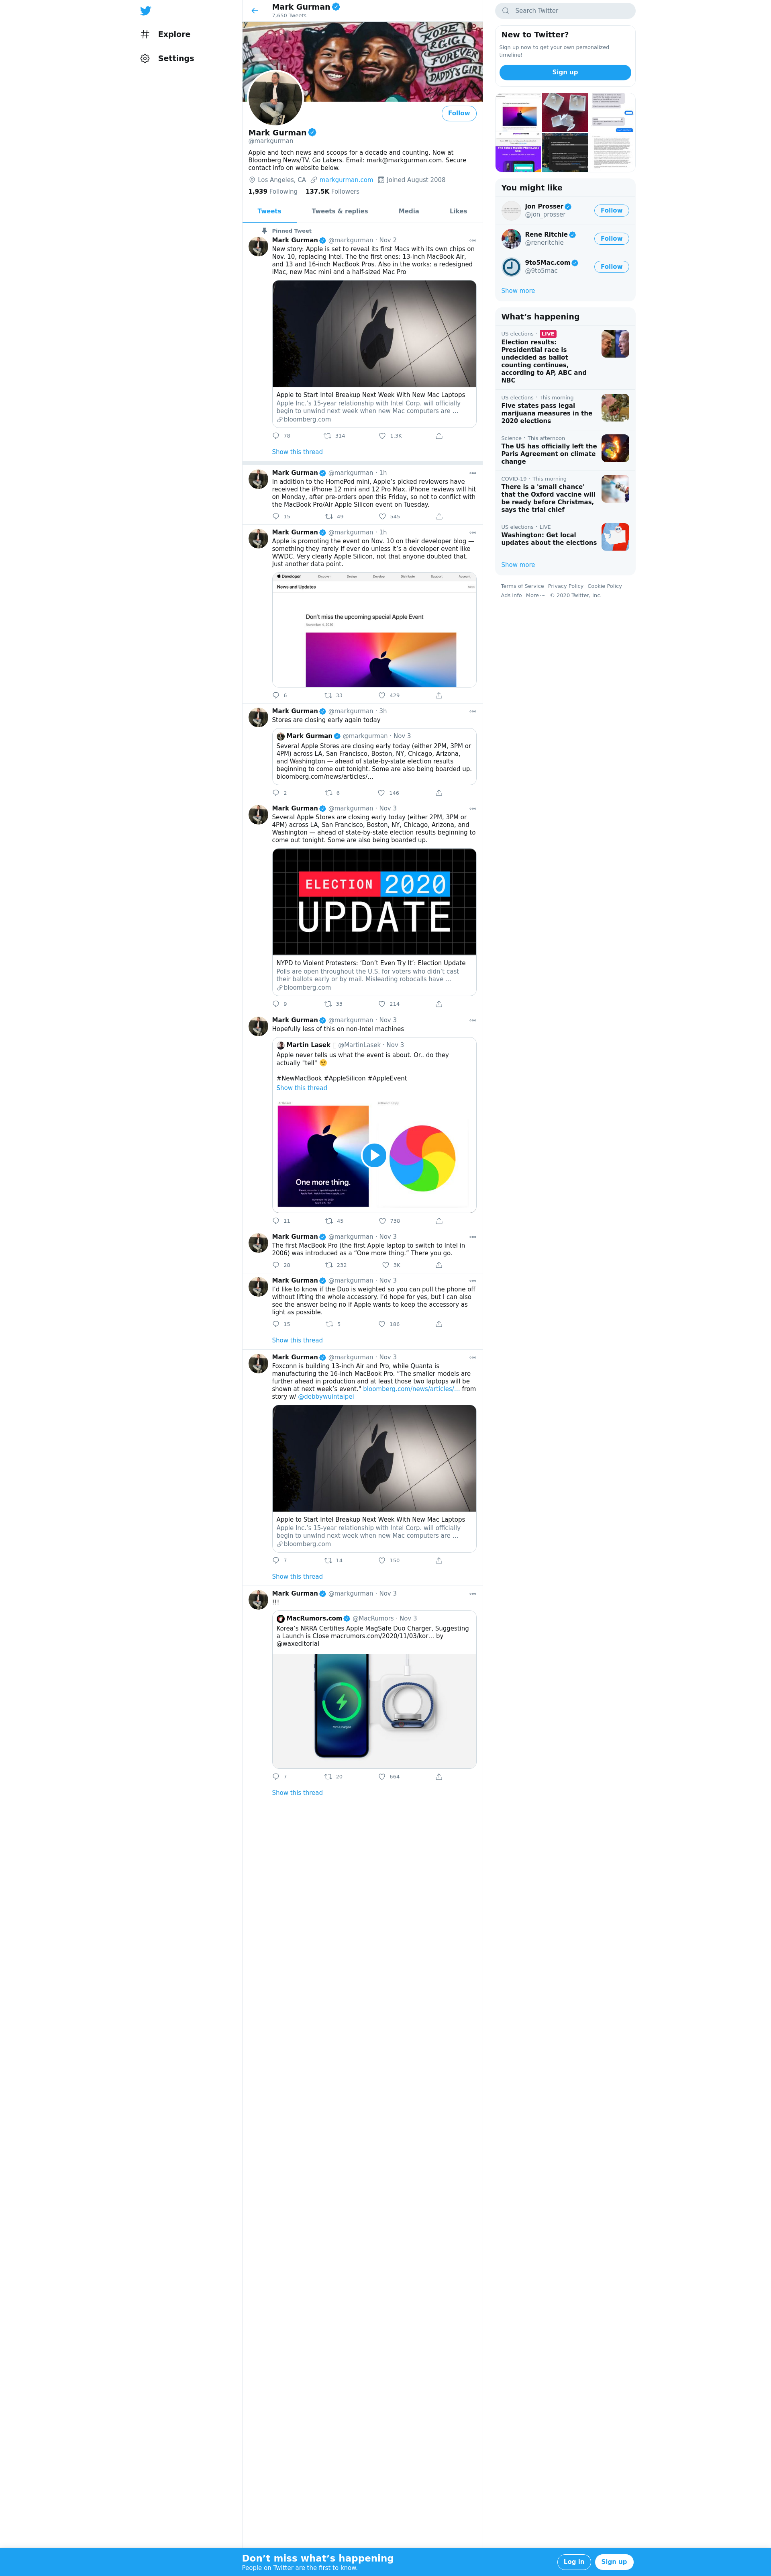 Explore
Settings
Mark Gurman
7,650 Tweets
KOBE
& GIGI
FOREVER
DADDY'S GIRL
Follow
Mark Gurman
@markgurman
Apple and tech news and scoops for a decade and counting. Now at
Bloomberg News/TV. Go Lakers. Email: mark@markgurman.com. Secure
contact info on website below.
Los Angeles, CA markgurman.com Joined August 2008
1,939 Following 137.5K Followers
Tweets Tweets & replies Media Likes
Pinned Tweet
Mark Gurman @markgurman · Nov 2
New story: Apple is set to reveal its first Macs with its own chips on
Nov. 10, replacing Intel. The the first ones: 13-inch MacBook Air,
and 13 and 16-inch MacBook Pros. Also in the works: a redesigned
iMac, new Mac mini and a half-sized Mac Pro
Apple to Start Intel Breakup Next Week With New Mac Laptops
Apple Inc.'s 15-year relationship with Intel Corp. will officially
begin to unwind next week when new Mac computers are …
bloomberg.com
78 314 1.3K
Show this thread
Mark Gurman @markgurman · 1h
In addition to the HomePod mini, Apple's picked reviewers have
received the iPhone 12 mini and 12 Pro Max. iPhone reviews will hit
on Monday, after pre-orders open this Friday, so not to conflict with
the MacBook Pro/Air Apple Silicon event on Tuesday.
15 49 545
Mark Gurman @markgurman · 1h
Apple is promoting the event on Nov. 10 on their developer blog —
something they rarely if ever do unless it's a developer event like
WWDC. Very clearly Apple Silicon, not that anyone doubted that.
Just another data point.
Developer Discover Design Develop Distribute Support Account
News and Updates
Don't miss the upcoming special Apple Event
November 4, 2020
6 33 429
Mark Gurman @markgurman · 3h
Stores are closing early again today
Mark Gurman @markgurman · Nov 3
Several Apple Stores are closing early today (either 2PM, 3PM or
4PM) across LA, San Francisco, Boston, NY, Chicago, Arizona,
and Washington — ahead of state-by-state election results
beginning to come out tonight. Some are also being boarded up.
bloomberg.com/news/articles/…
2 6 146
Mark Gurman @markgurman · Nov 3
Several Apple Stores are closing early today (either 2PM, 3PM or
4PM) across LA, San Francisco, Boston, NY, Chicago, Arizona, and
Washington — ahead of state-by-state election results beginning to
come out tonight. Some are also being boarded up.
ELECTION 2020
UPDATE
NYPD to Violent Protesters: 'Don't Even Try It': Election Update
Polls are open throughout the U.S. for voters who didn't cast
their ballots early or by mail. Misleading robocalls have …
bloomberg.com
9 33 214
Mark Gurman @markgurman · Nov 3
Hopefully less of this on non-Intel machines
Martin Lasek @MartinLasek · Nov 3
Apple never tells us what the event is about. Or.. do they
actually "tell"
#NewMacBook #AppleSilicon #AppleEvent
Show this thread
One more thing.
11 45 738
Mark Gurman @markgurman · Nov 3
The first MacBook Pro (the first Apple laptop to switch to Intel in
2006) was introduced as a "One more thing." There you go.
28 232 3K
Mark Gurman @markgurman · Nov 3
I'd like to know if the Duo is weighted so you can pull the phone off
without lifting the whole accessory. I'd hope for yes, but I can also
see the answer being no if Apple wants to keep the accessory as
light as possible.
15 5 186
Show this thread
Mark Gurman @markgurman · Nov 3
Foxconn is building 13-inch Air and Pro, while Quanta is
manufacturing the 16-inch MacBook Pro. "The smaller models are
further ahead in production and at least those two laptops will be
shown at next week's event." bloomberg.com/news/articles/… from
story w/ @debbywuintaipei
Apple to Start Intel Breakup Next Week With New Mac Laptops
Apple Inc.'s 15-year relationship with Intel Corp. will officially
begin to unwind next week when new Mac computers are …
bloomberg.com
7 14 150
Show this thread
Mark Gurman @markgurman · Nov 3
!!!
MacRumors.com @MacRumors · Nov 3
Korea's NRRA Certifies Apple MagSafe Duo Charger, Suggesting
a Launch is Close macrumors.com/2020/11/03/kor… by
@waxeditorial
7 20 664
Show this thread
Search Twitter
New to Twitter?
Sign up now to get your own personalized
timeline!
Sign up
You might like
Jon Prosser
@jon_prosser
Follow
Rene Ritchie
@reneritchie
Follow
9to5Mac.com
@9to5mac
Follow
Show more
What's happening
US elections · LIVE
Election results:
Presidential race is
undecided as ballot
counting continues,
according to AP, ABC and
NBC
US elections · This morning
Five states pass legal
marijuana measures in the
2020 elections
Science · This afternoon
The US has officially left the
Paris Agreement on climate
change
COVID-19 · This morning
There is a 'small chance'
that the Oxford vaccine will
be ready before Christmas,
says the trial chief
US elections · LIVE
Washington: Get local
updates about the elections
Show more
Terms of Service Privacy Policy Cookie Policy
Ads info More ··· © 2020 Twitter, Inc.
Don't miss what's happening
People on Twitter are the first to know.
Log in Sign up